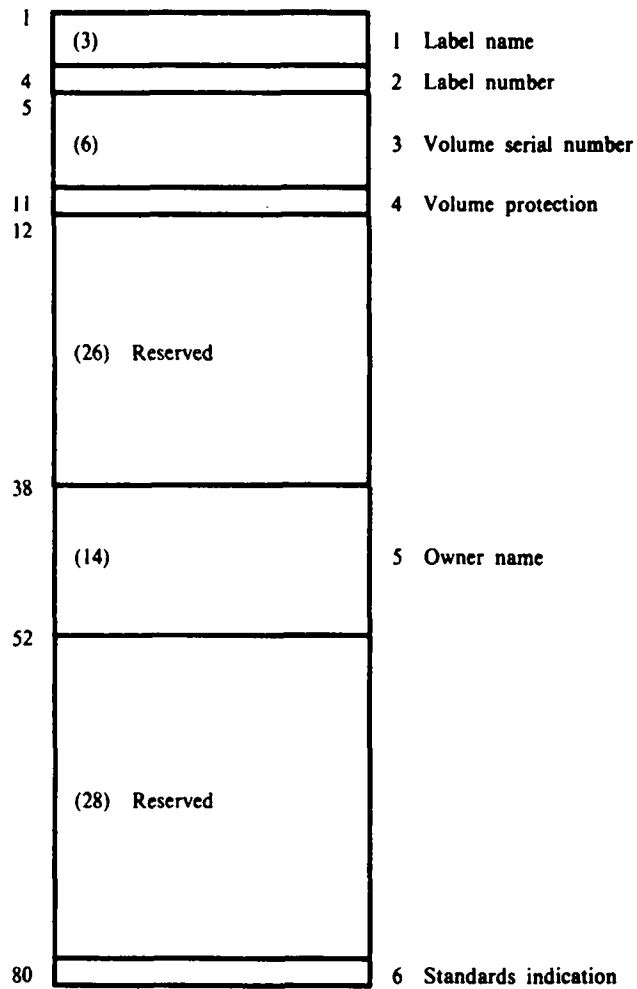 1
(3) 1 Label name
4 2 Label number
5
(6) 3 Volume serial number
11 4 Volume protection
12
(26) Reserved
38
(14) 5 Owner name
52
(28) Reserved
80 6 Standards indication